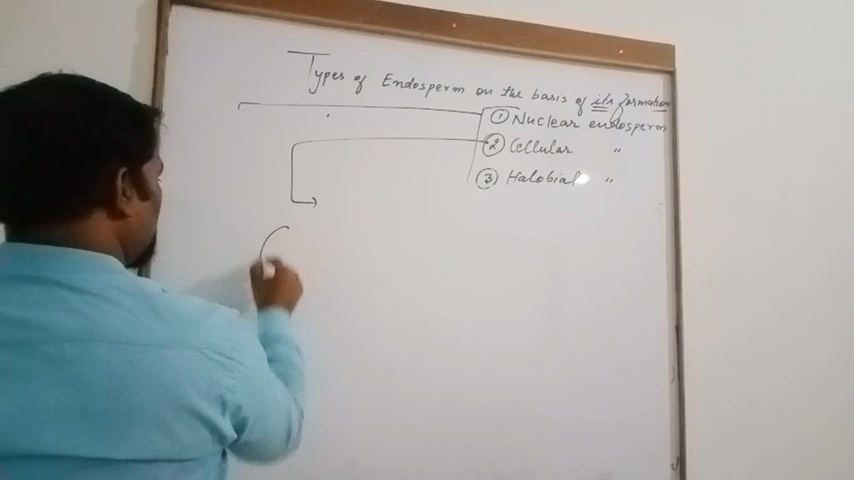 Types of Endosperm on the basis of its formation
① Nuclear endosperm
② Cellular "
③ Halobial "